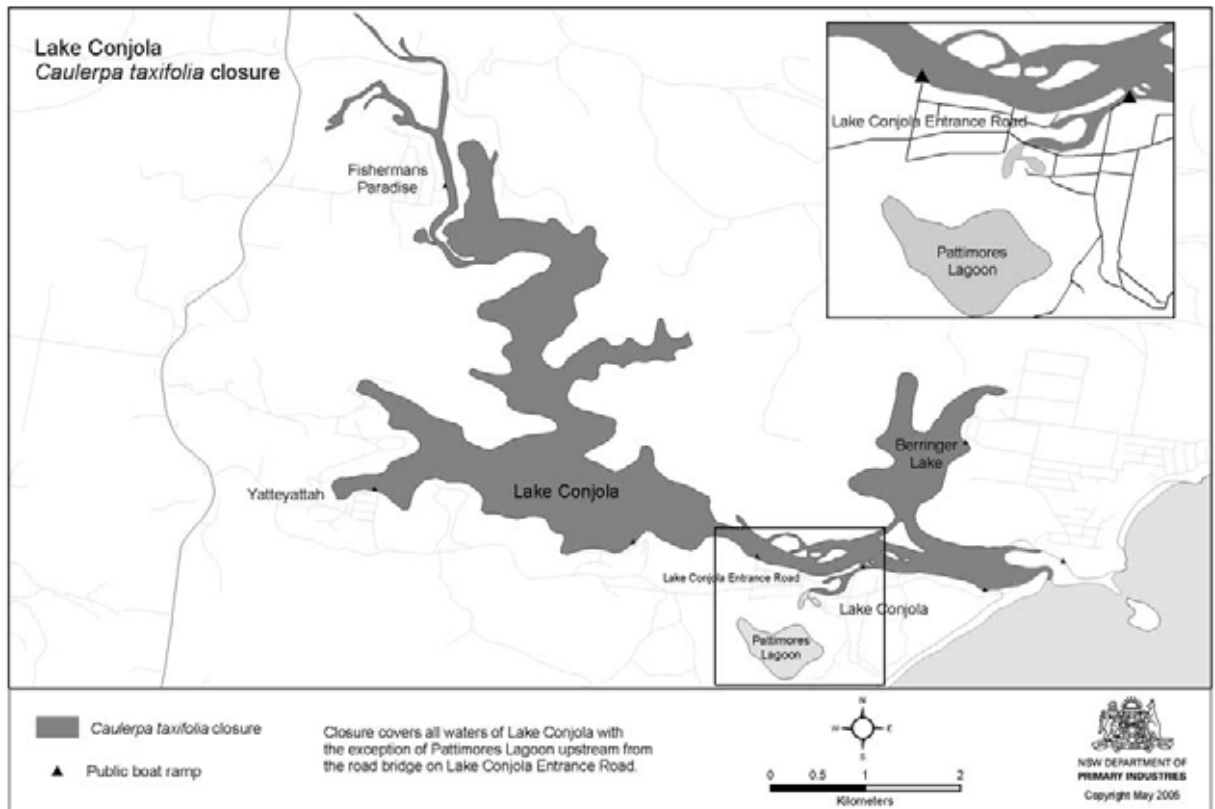 Lake Conjola
Caulerpa taxifolia closure
Lake Conjola Entrance Road
Pattimores
Lagoon
Fishermans
Paradise
Berringer
Lake
Yatteyattah
Lake Conjola
Lake Conjola Entrance Road
Lake Conjola
Pattimores
Lagoon
Caulerpa taxifolia closure
Public boat ramp
Closure covers all waters of Lake Conjola with
the exception of Pattimores Lagoon upstream from
the road bridge on Lake Conjola Entrance Road.
N
W E
S
0 0.5 1 2
Kilometers
NSW DEPARTMENT OF
PRIMARY INDUSTRIES
Copyright May 2005